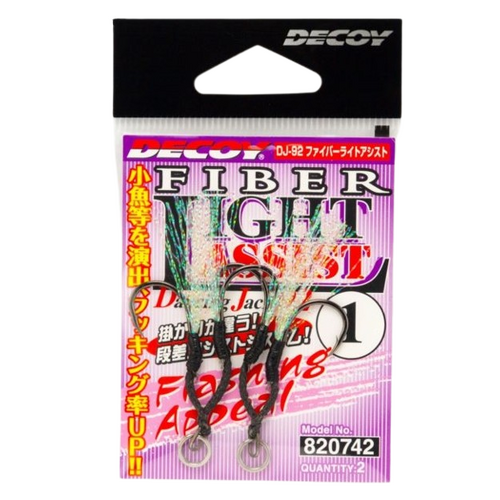 DECOY
DECOY®
DJ-92 ファイバーライトアシスト
FIBER
LIGHT
ASSIST
小魚等を演出、フッキング率UP!!
1
Flashing
Appeal
Model No.
820742
QUANTITY:2